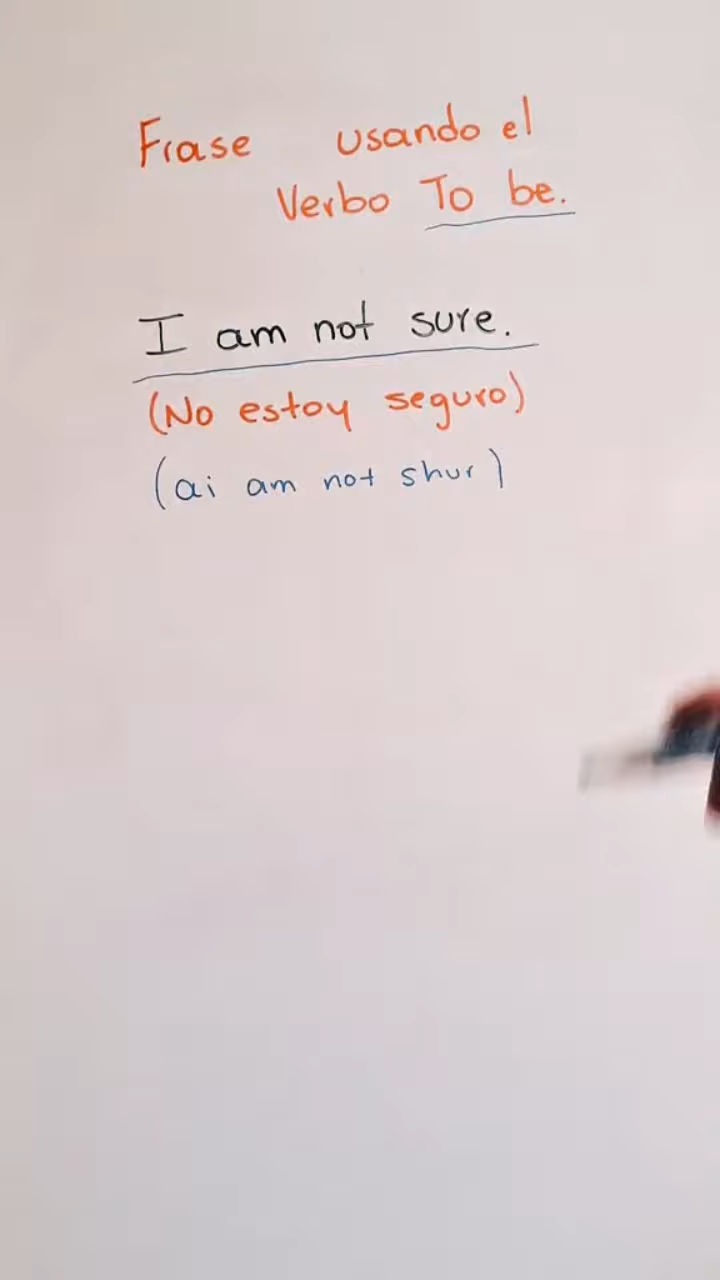 Frase usando el
Verbo To be.
I am not sure.
(No estoy seguro)
(ai am not shur)